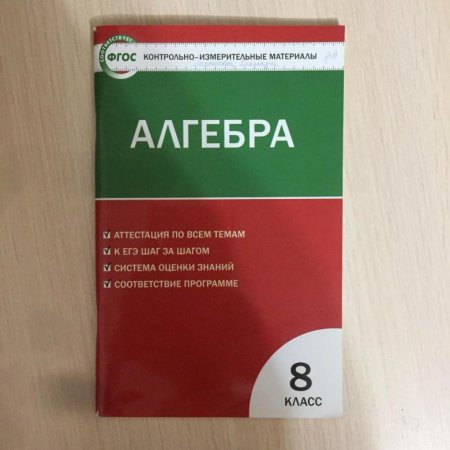 СООТВЕТСТВУЕТ
ФГОС
КОНТРОЛЬНО-ИЗМЕРИТЕЛЬНЫЕ МАТЕРИАЛЫ
АЛГЕБРА
АТТЕСТАЦИЯ ПО ВСЕМ ТЕМАМ
К ЕГЭ ШАГ ЗА ШАГОМ
СИСТЕМА ОЦЕНКИ ЗНАНИЙ
СООТВЕТСТВИЕ ПРОГРАММЕ
8
КЛАСС